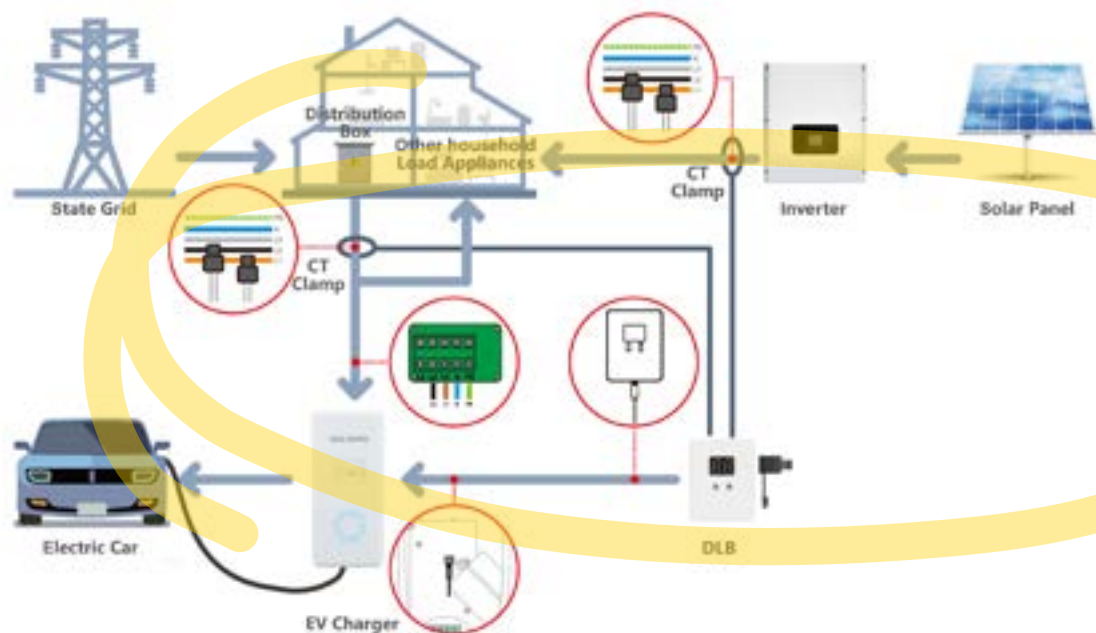 Distribution
Box
Other household
Load Appliances
State Grid
CT
Clamp
Inverter
Solar Panel
CT
Clamp
Electric Car
EV Charger
DLB